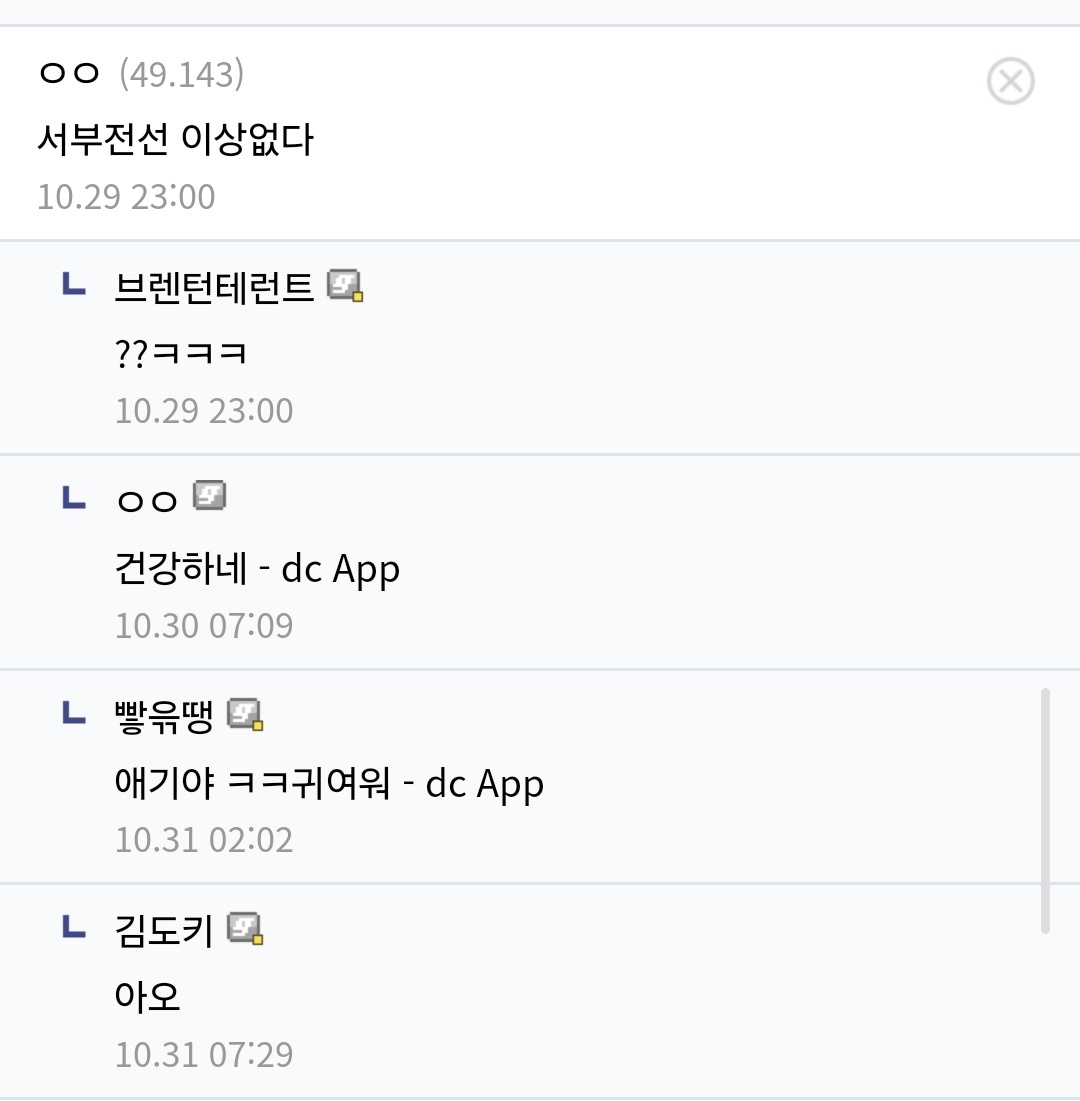 ㅇㅇ (49.143)
서부전선 이상없다
10.29 23:00
브렌턴테런트
??ㅋㅋㅋ
10.29 23:00
ㅇㅇ
건강하네 - dc App
10.30 07:09
빻윾땡
애기야 ㅋㅋ귀여워 - dc App
10.31 02:02
김도키
아오
10.31 07:29